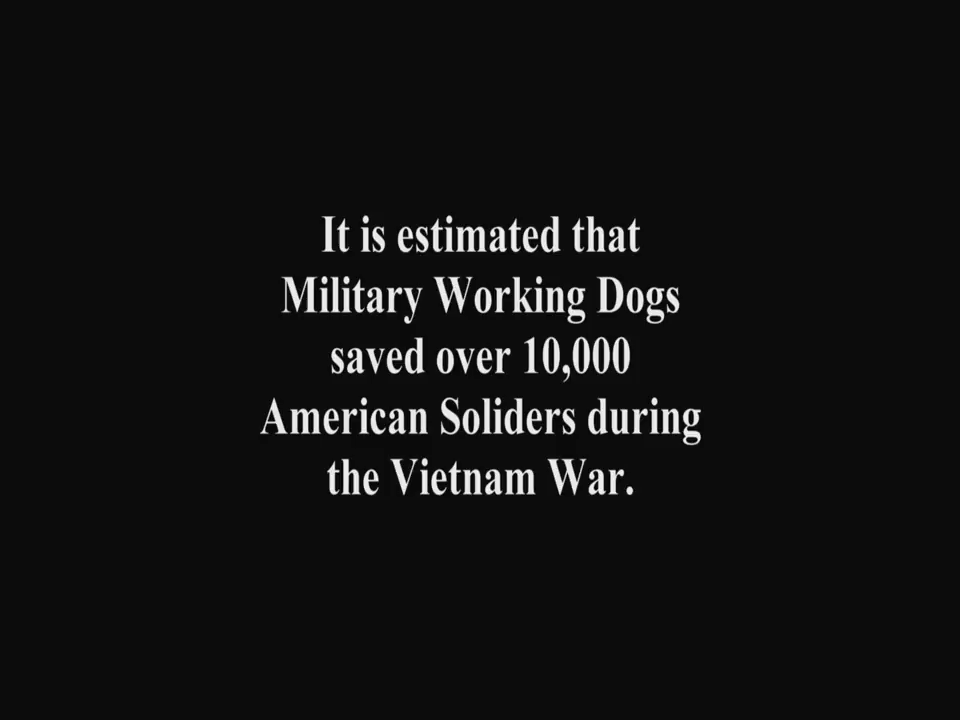 It is estimated that
Military Working Dogs
saved over 10,000
American Soliders during
the Vietnam War.